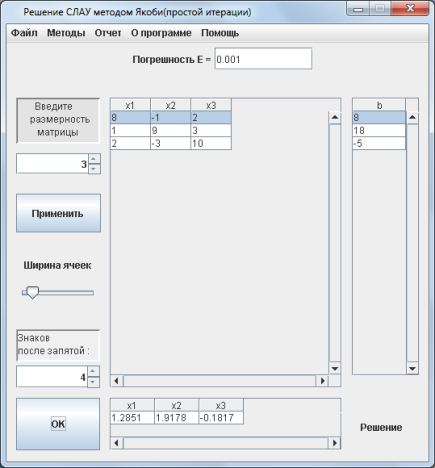 Решение СЛАУ методом Якоби(простой итерации)
Файл Методы Отчет О программе Помощь
Погрешность E = 0.001
Введите
размерность
матрицы
3
Применить
Ширина ячеек
Знаков
после запятой :
4
ОК
x1 x2 x3
8 -1 2
1 9 3
2 -3 10
b
8
18
-5
x1 x2 x3
1.2851 1.9178 -0.1817
Решение